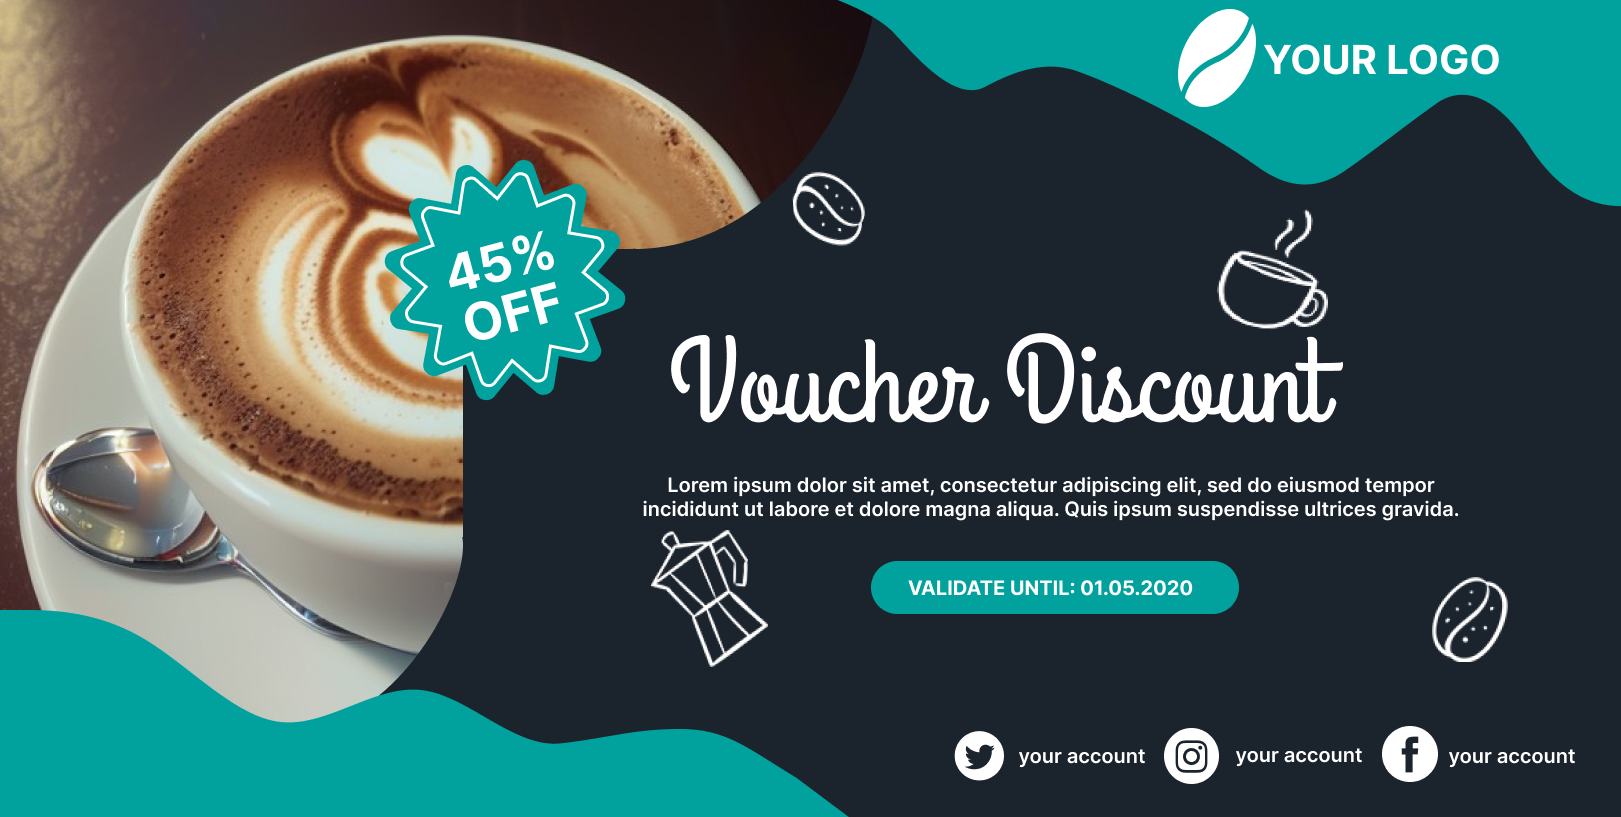 YOUR LOGO
45%
OFF
Voucher Discount
Lorem ipsum dolor sit amet, consectetur adipiscing elit, sed do eiusmod tempor
incididunt ut labore et dolore magna aliqua. Quis ipsum suspendisse ultrices gravida.
VALIDATE UNTIL: 01.05.2020
your account your account your account